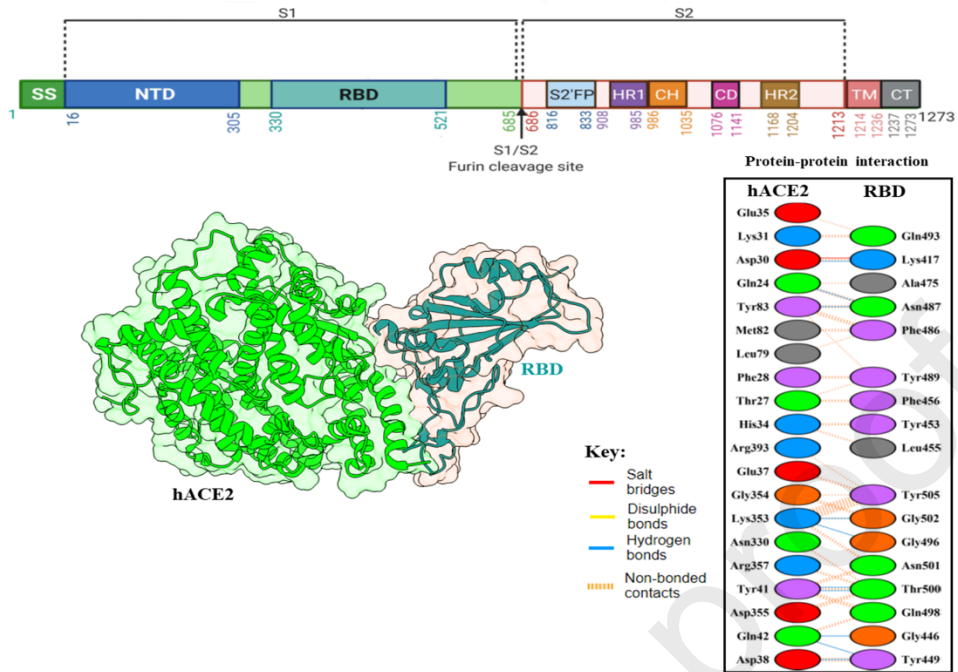 S1
S2
SS
NTD
RBD
S2'FP
HR1
CH
CD
HR2
TM
CT
1
16
305
330
521
685
686
816
833
908
985
986
1035
1076
1141
1168
1204
1213
1214
1236
1237
1273
1273
S1/S2
Furin cleavage site
Protein-protein interaction
hACE2 RBD
Glu35
Lys31 Gln493
Asp30 Lys417
Gln24 Ala475
Tyr83 Asn487
Met82 Phe486
Leu79
Phe28 Tyr489
Thr27 Phe456
His34 Tyr453
Arg393 Leu455
Glu37
Gly354 Tyr505
Lys353 Gly502
Asn330 Gly496
Arg357 Asn501
Tyr41 Thr500
Asp355 Gln498
Gln42 Gly446
Asp38 Tyr449
RBD
hACE2
Key:
Salt
bridges
Disulphide
bonds
Hydrogen
bonds
Non-bonded
contacts
proof